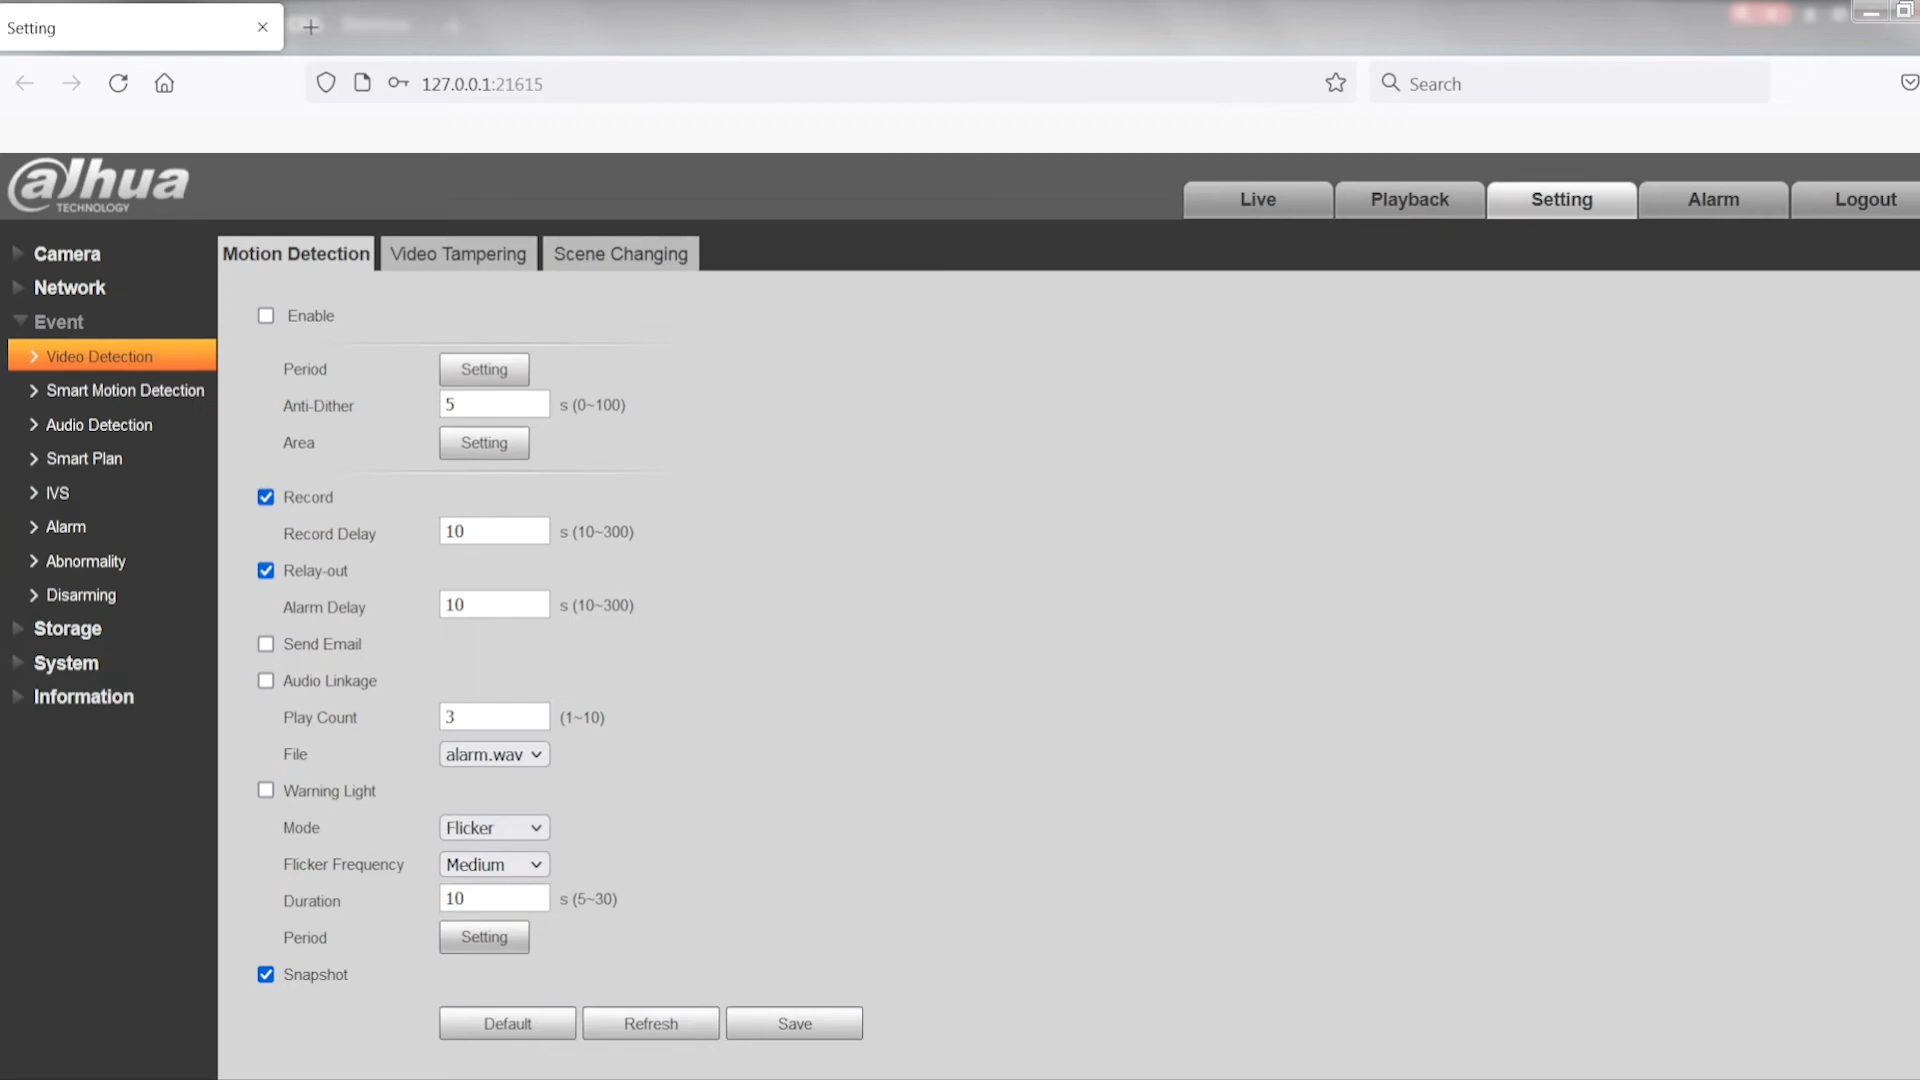 Setting
127.0.0.1:21615
Search
alhua
TECHNOLOGY
Live
Playback
Setting
Alarm
Logout
Camera
Network
Event
Video Detection
Smart Motion Detection
Audio Detection
Smart Plan
IVS
Alarm
Abnormality
Disarming
Storage
System
Information
Motion Detection
Video Tampering
Scene Changing
Enable
Period Setting
Anti-Dither 5 s (0~100)
Area Setting
Record
Record Delay 10 s (10~300)
Relay-out
Alarm Delay 10 s (10~300)
Send Email
Audio Linkage
Play Count 3 (1~10)
File alarm.wav
Warning Light
Mode Flicker
Flicker Frequency Medium
Duration 10 s (5~30)
Period Setting
Snapshot
Default Refresh Save